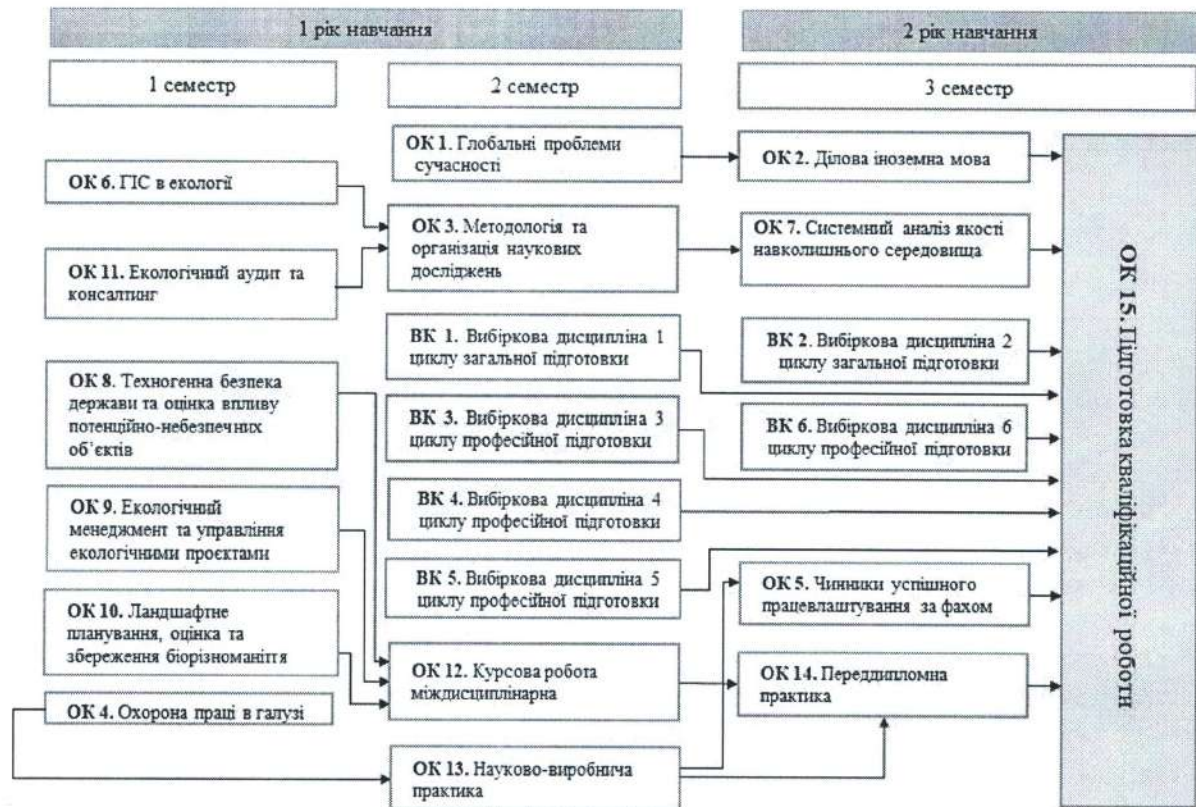 1 рік навчання
2 рік навчання
1 семестр
2 семестр
3 семестр
ОК 6. ГІС в екології
ОК 11. Екологічний аудит та
консалтинг
ОК 8. Техногенна безпека
держави та оцінка впливу
потенційно-небезпечних
об’єктів
ОК 9. Екологічний
менеджмент та управління
екологічними проєктами
ОК 10. Ландшафтне
планування, оцінка та
збереження біорізноманіття
ОК 4. Охорона праці в галузі
ОК 1. Глобальні проблеми
сучасності
ОК 3. Методологія та
організація наукових
досліджень
ВК 1. Вибіркова дисципліна 1
циклу загальної підготовки
ВК 3. Вибіркова дисципліна 3
циклу професійної підготовки
ВК 4. Вибіркова дисципліна 4
циклу професійної підготовки
ВК 5. Вибіркова дисципліна 5
циклу професійної підготовки
ОК 12. Курсова робота
міждисциплінарна
ОК 13. Науково-виробнича
практика
ОК 2. Ділова іноземна мова
ОК 7. Системний аналіз якості
навколишнього середовища
ВК 2. Вибіркова дисципліна 2
циклу загальної підготовки
ВК 6. Вибіркова дисципліна 6
циклу професійної підготовки
ОК 5. Чинники успішного
працевлаштування за фахом
ОК 14. Переддипломна
практика
ОК 15. Підготовка кваліфікаційної роботи